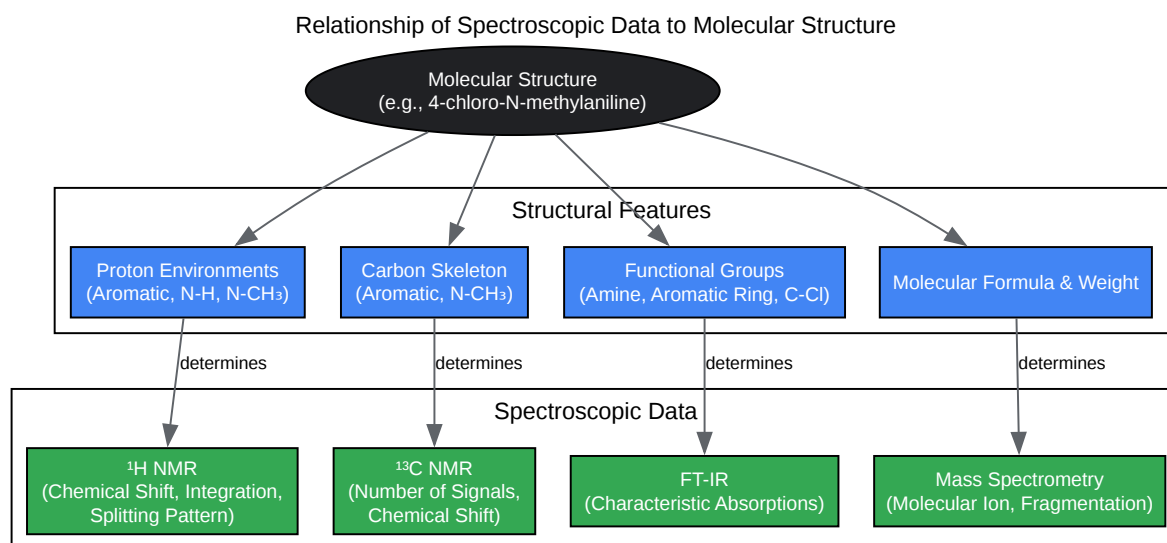 Relationship of Spectroscopic Data to Molecular Structure
Molecular Structure
(e.g., 4-chloro-N-methylaniline)
Structural Features
Proton Environments
(Aromatic, N-H, N-CH₃)
Carbon Skeleton
(Aromatic, N-CH₃)
Functional Groups
(Amine, Aromatic Ring, C-Cl)
Molecular Formula & Weight
determines
determines
determines
determines
Spectroscopic Data
¹H NMR
(Chemical Shift, Integration,
Splitting Pattern)
¹³C NMR
(Number of Signals,
Chemical Shift)
FT-IR
(Characteristic Absorptions)
Mass Spectrometry
(Molecular Ion, Fragmentation)